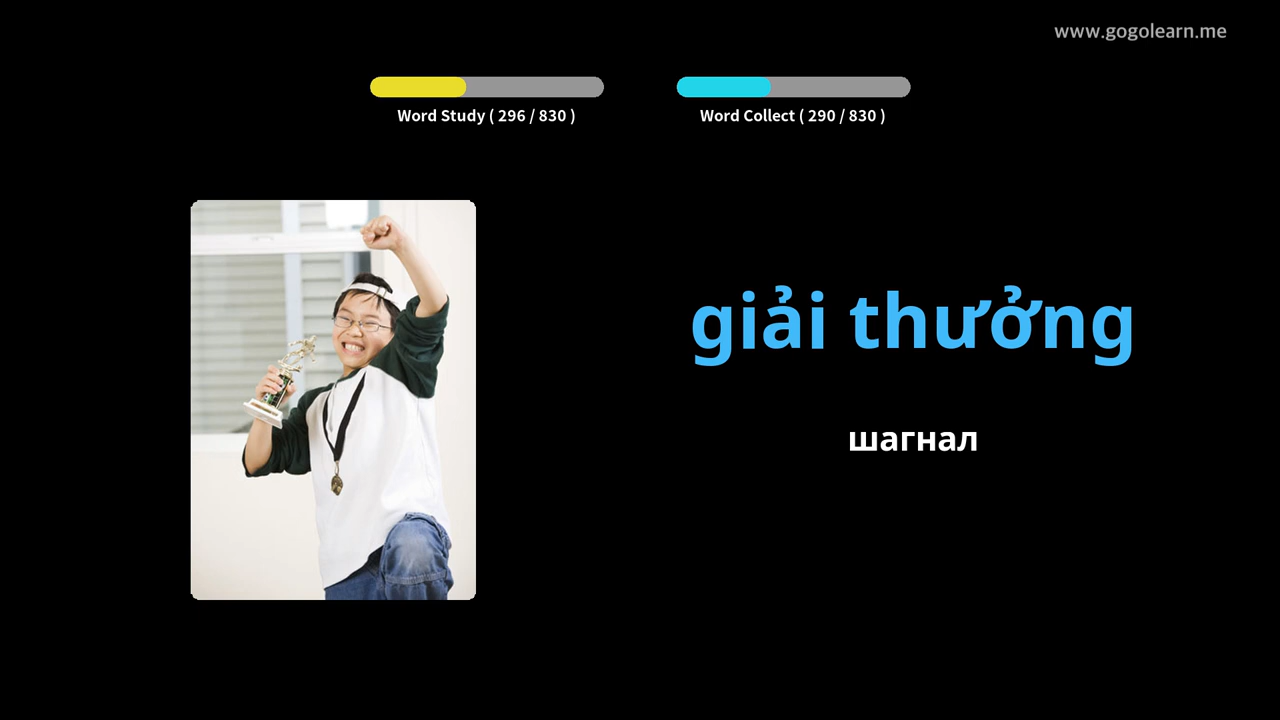 www.gogolearn.me
Word Study ( 296 / 830 )
Word Collect ( 290 / 830 )
giải thưởng
шагнал